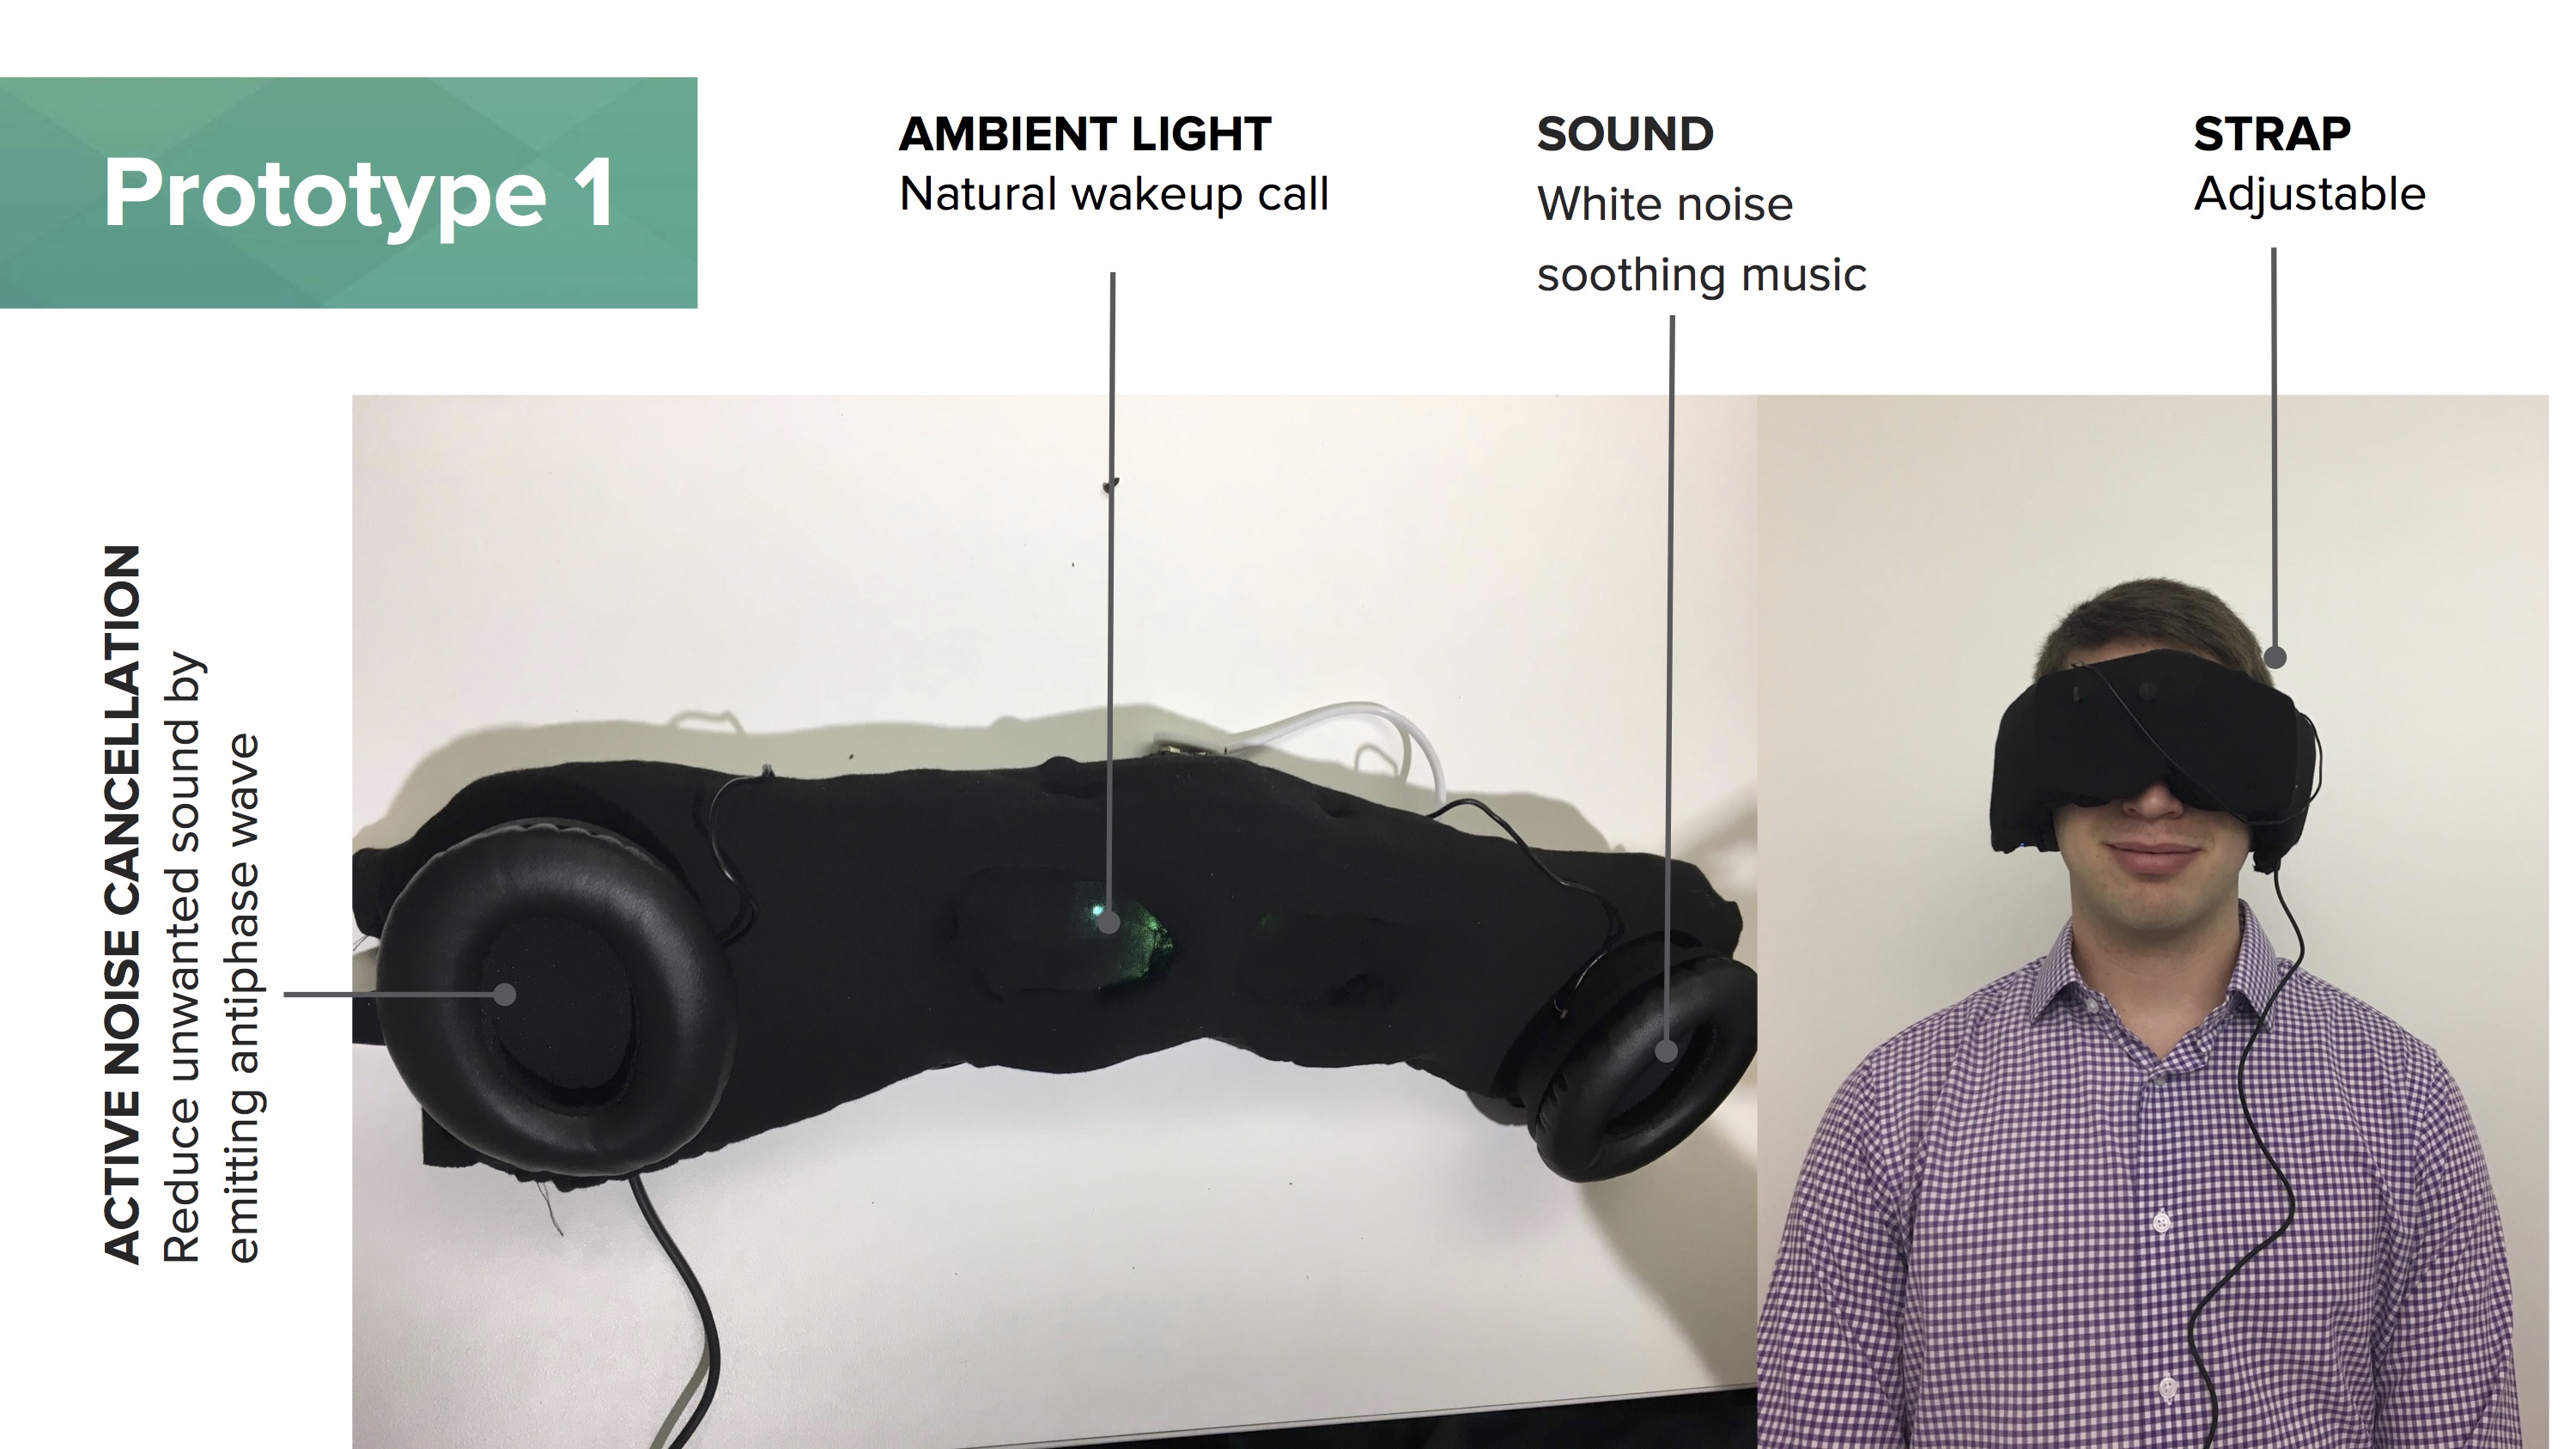 Prototype 1
AMBIENT LIGHT
Natural wakeup call
SOUND
White noise
soothing music
STRAP
Adjustable
ACTIVE NOISE CANCELLATION
Reduce unwanted sound by
emitting antiphase wave